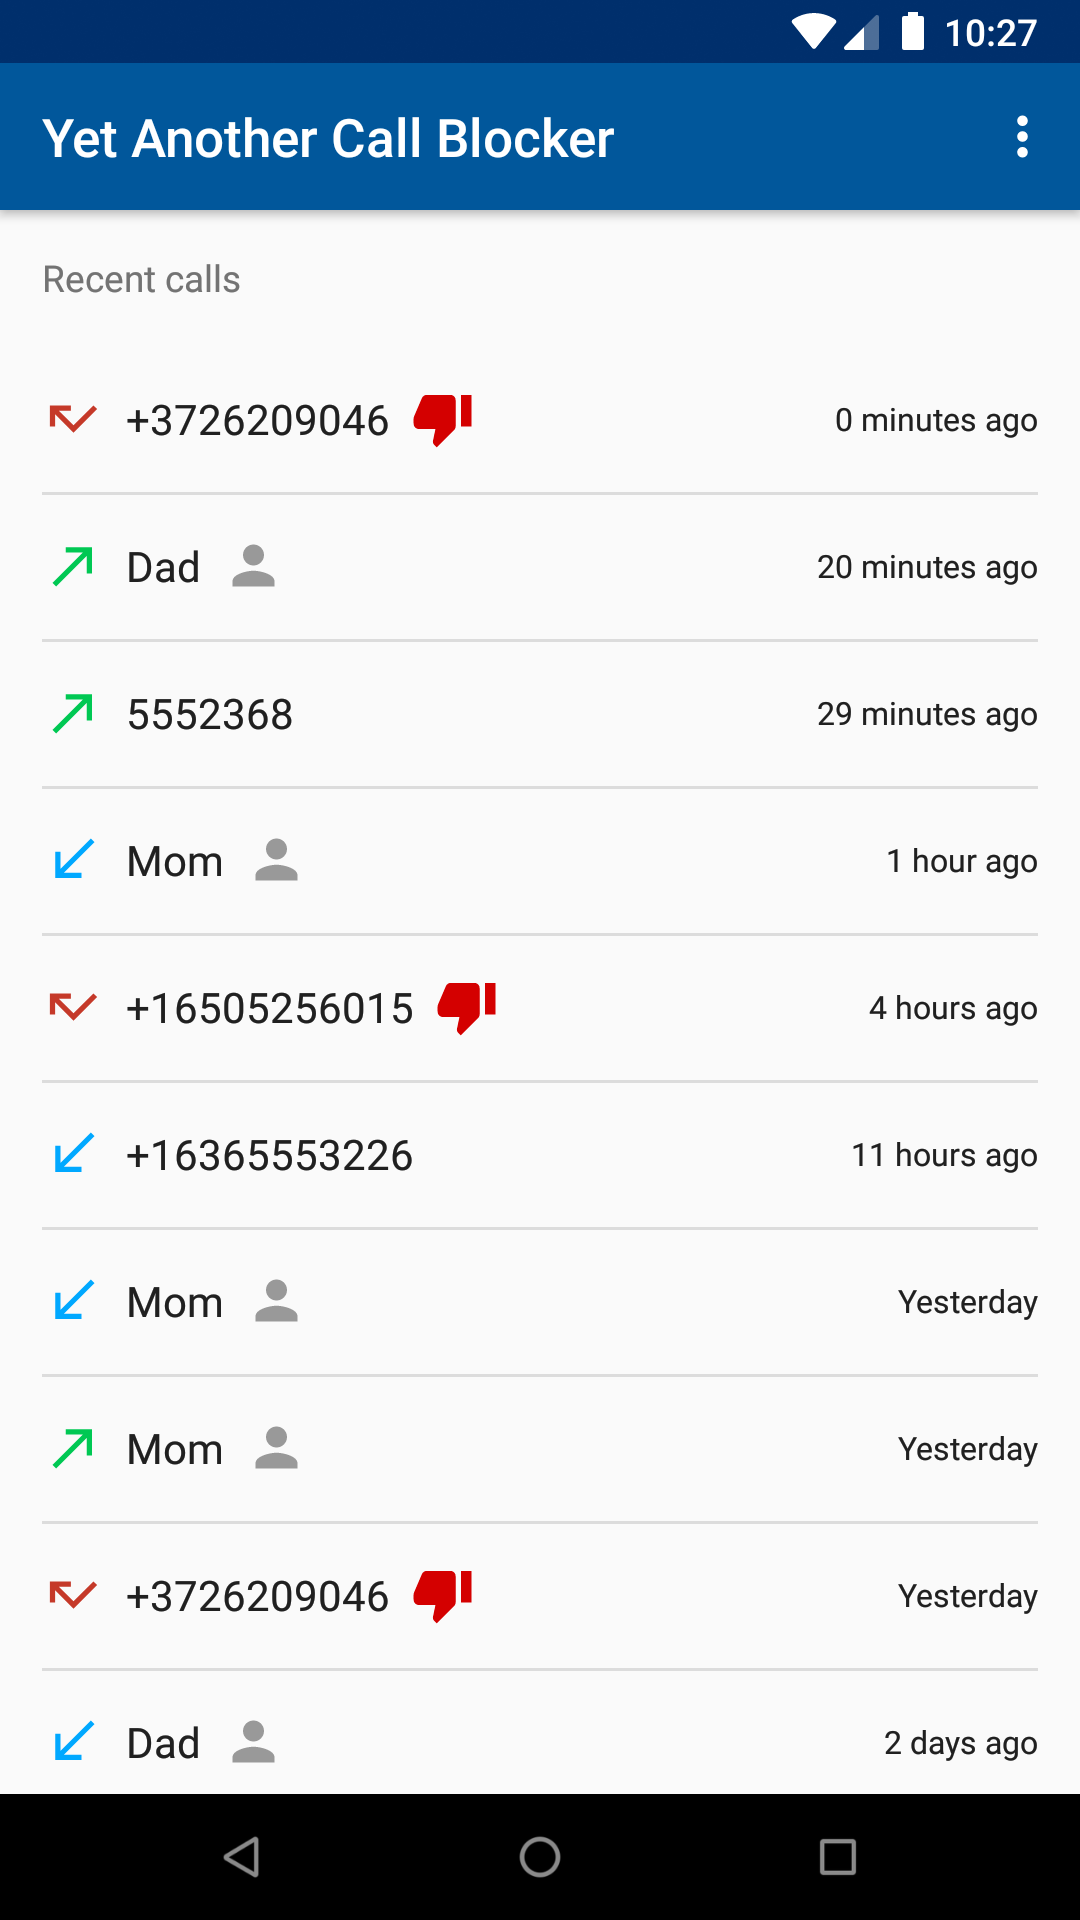 10:27
Yet Another Call Blocker
Recent calls
+3726209046 0 minutes ago
Dad 20 minutes ago
5552368 29 minutes ago
Mom 1 hour ago
+16505256015 4 hours ago
+16365553226 11 hours ago
Mom Yesterday
Mom Yesterday
+3726209046 Yesterday
Dad 2 days ago